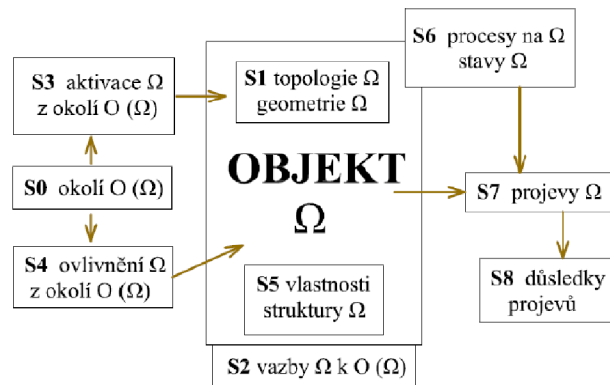 S6 procesy na Ω
stavy Ω
S3 aktivace Ω
z okolí O (Ω)
S1 topologie Ω
geometrie Ω
S0 okolí O (Ω)
OBJEKT
Ω
S7 projevy Ω
S4 ovlivnění Ω
z okolí O (Ω)
S5 vlastnosti
struktury Ω
S8 důsledky
projevů
S2 vazby Ω k O (Ω)